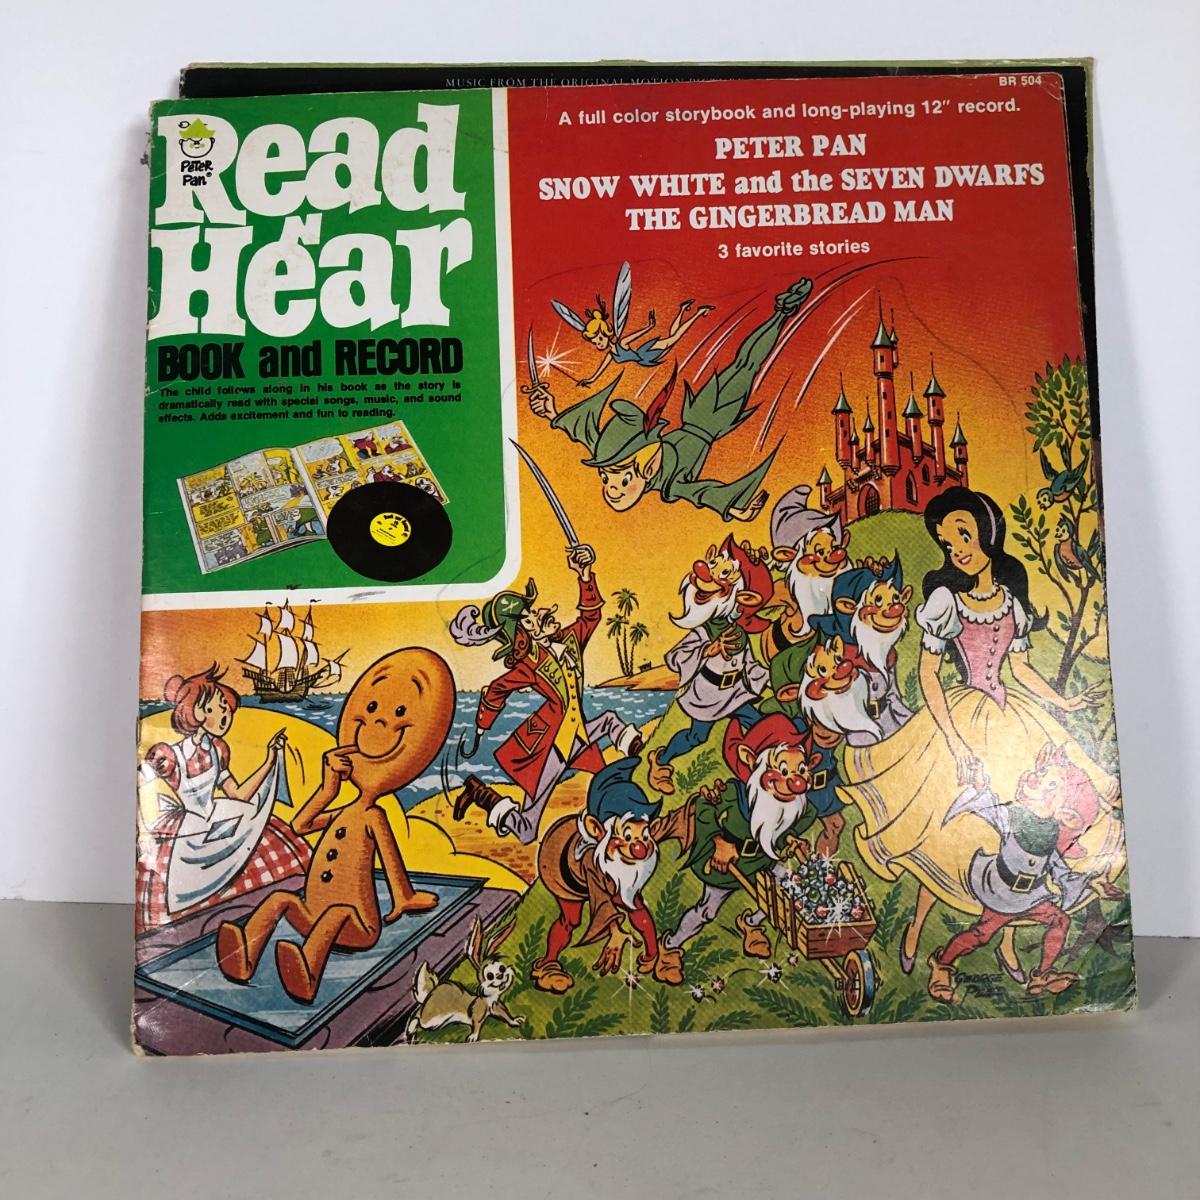 MUSIC FROM THE ORIGINAL MOTION
BR 504
Peter
Pan®
Read
'n'
Hear
BOOK and RECORD
The child follows along in his book as the story is
dramatically read with special songs, music, and sound
effects. Adds excitement and fun to reading.
A full color storybook and long-playing 12" record.
PETER PAN
SNOW WHITE and the SEVEN DWARFS
THE GINGERBREAD MAN
3 favorite stories
GEORGE